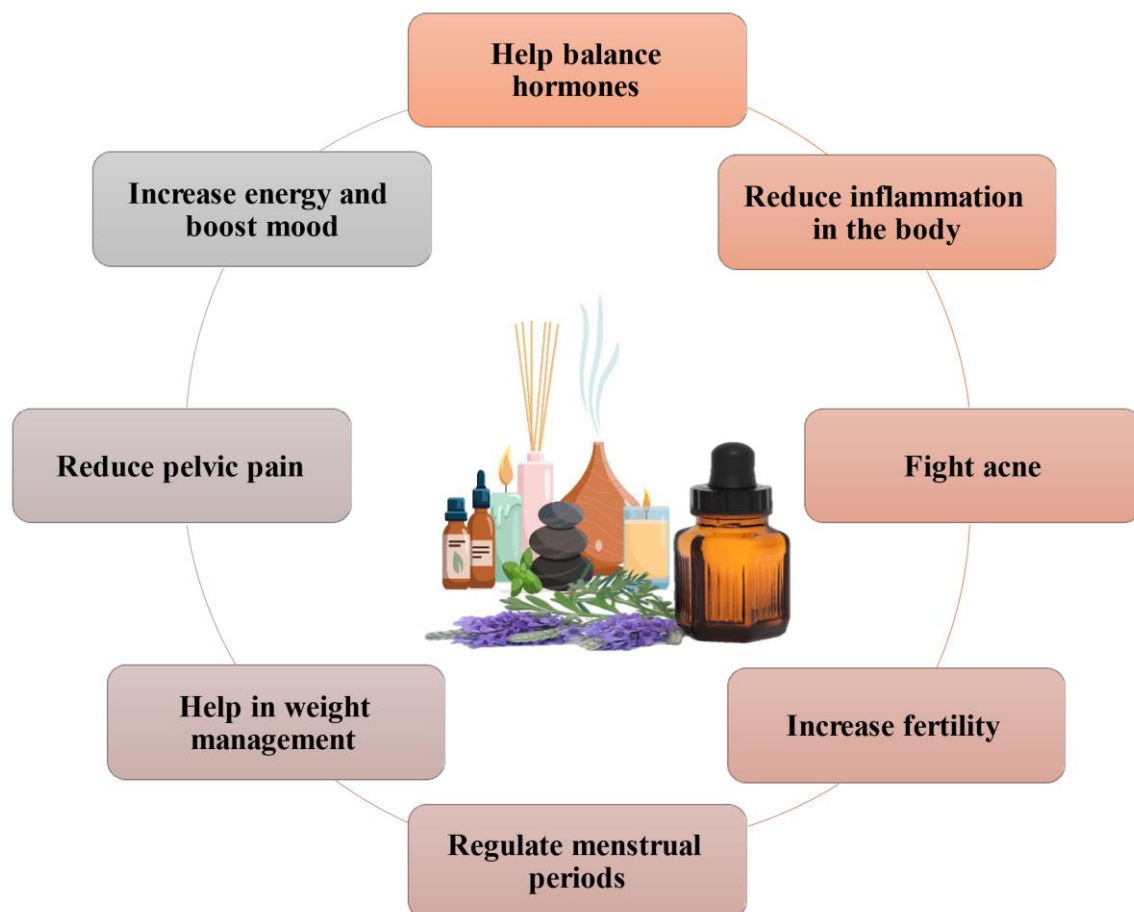 Help balance
hormones
Reduce inflammation
in the body
Fight acne
Increase fertility
Regulate menstrual
periods
Help in weight
management
Reduce pelvic pain
Increase energy and
boost mood